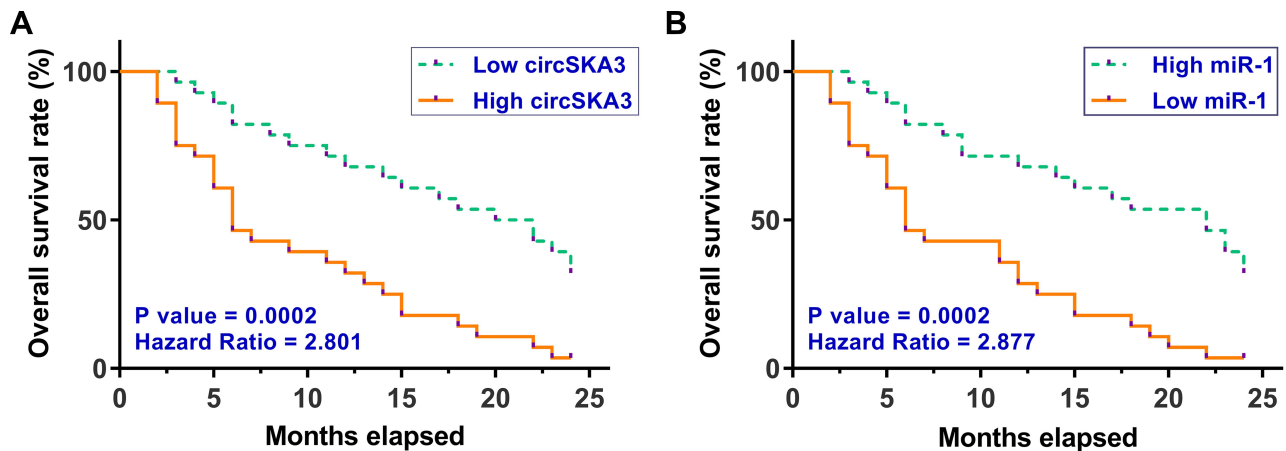 A
Overall survival rate (%)
100
50
0
0 5 10 15 20 25
Months elapsed
Low circSKA3
High circSKA3
P value = 0.0002
Hazard Ratio = 2.801
B
Overall survival rate (%)
100
50
0
0 5 10 15 20 25
Months elapsed
High miR-1
Low miR-1
P value = 0.0002
Hazard Ratio = 2.877